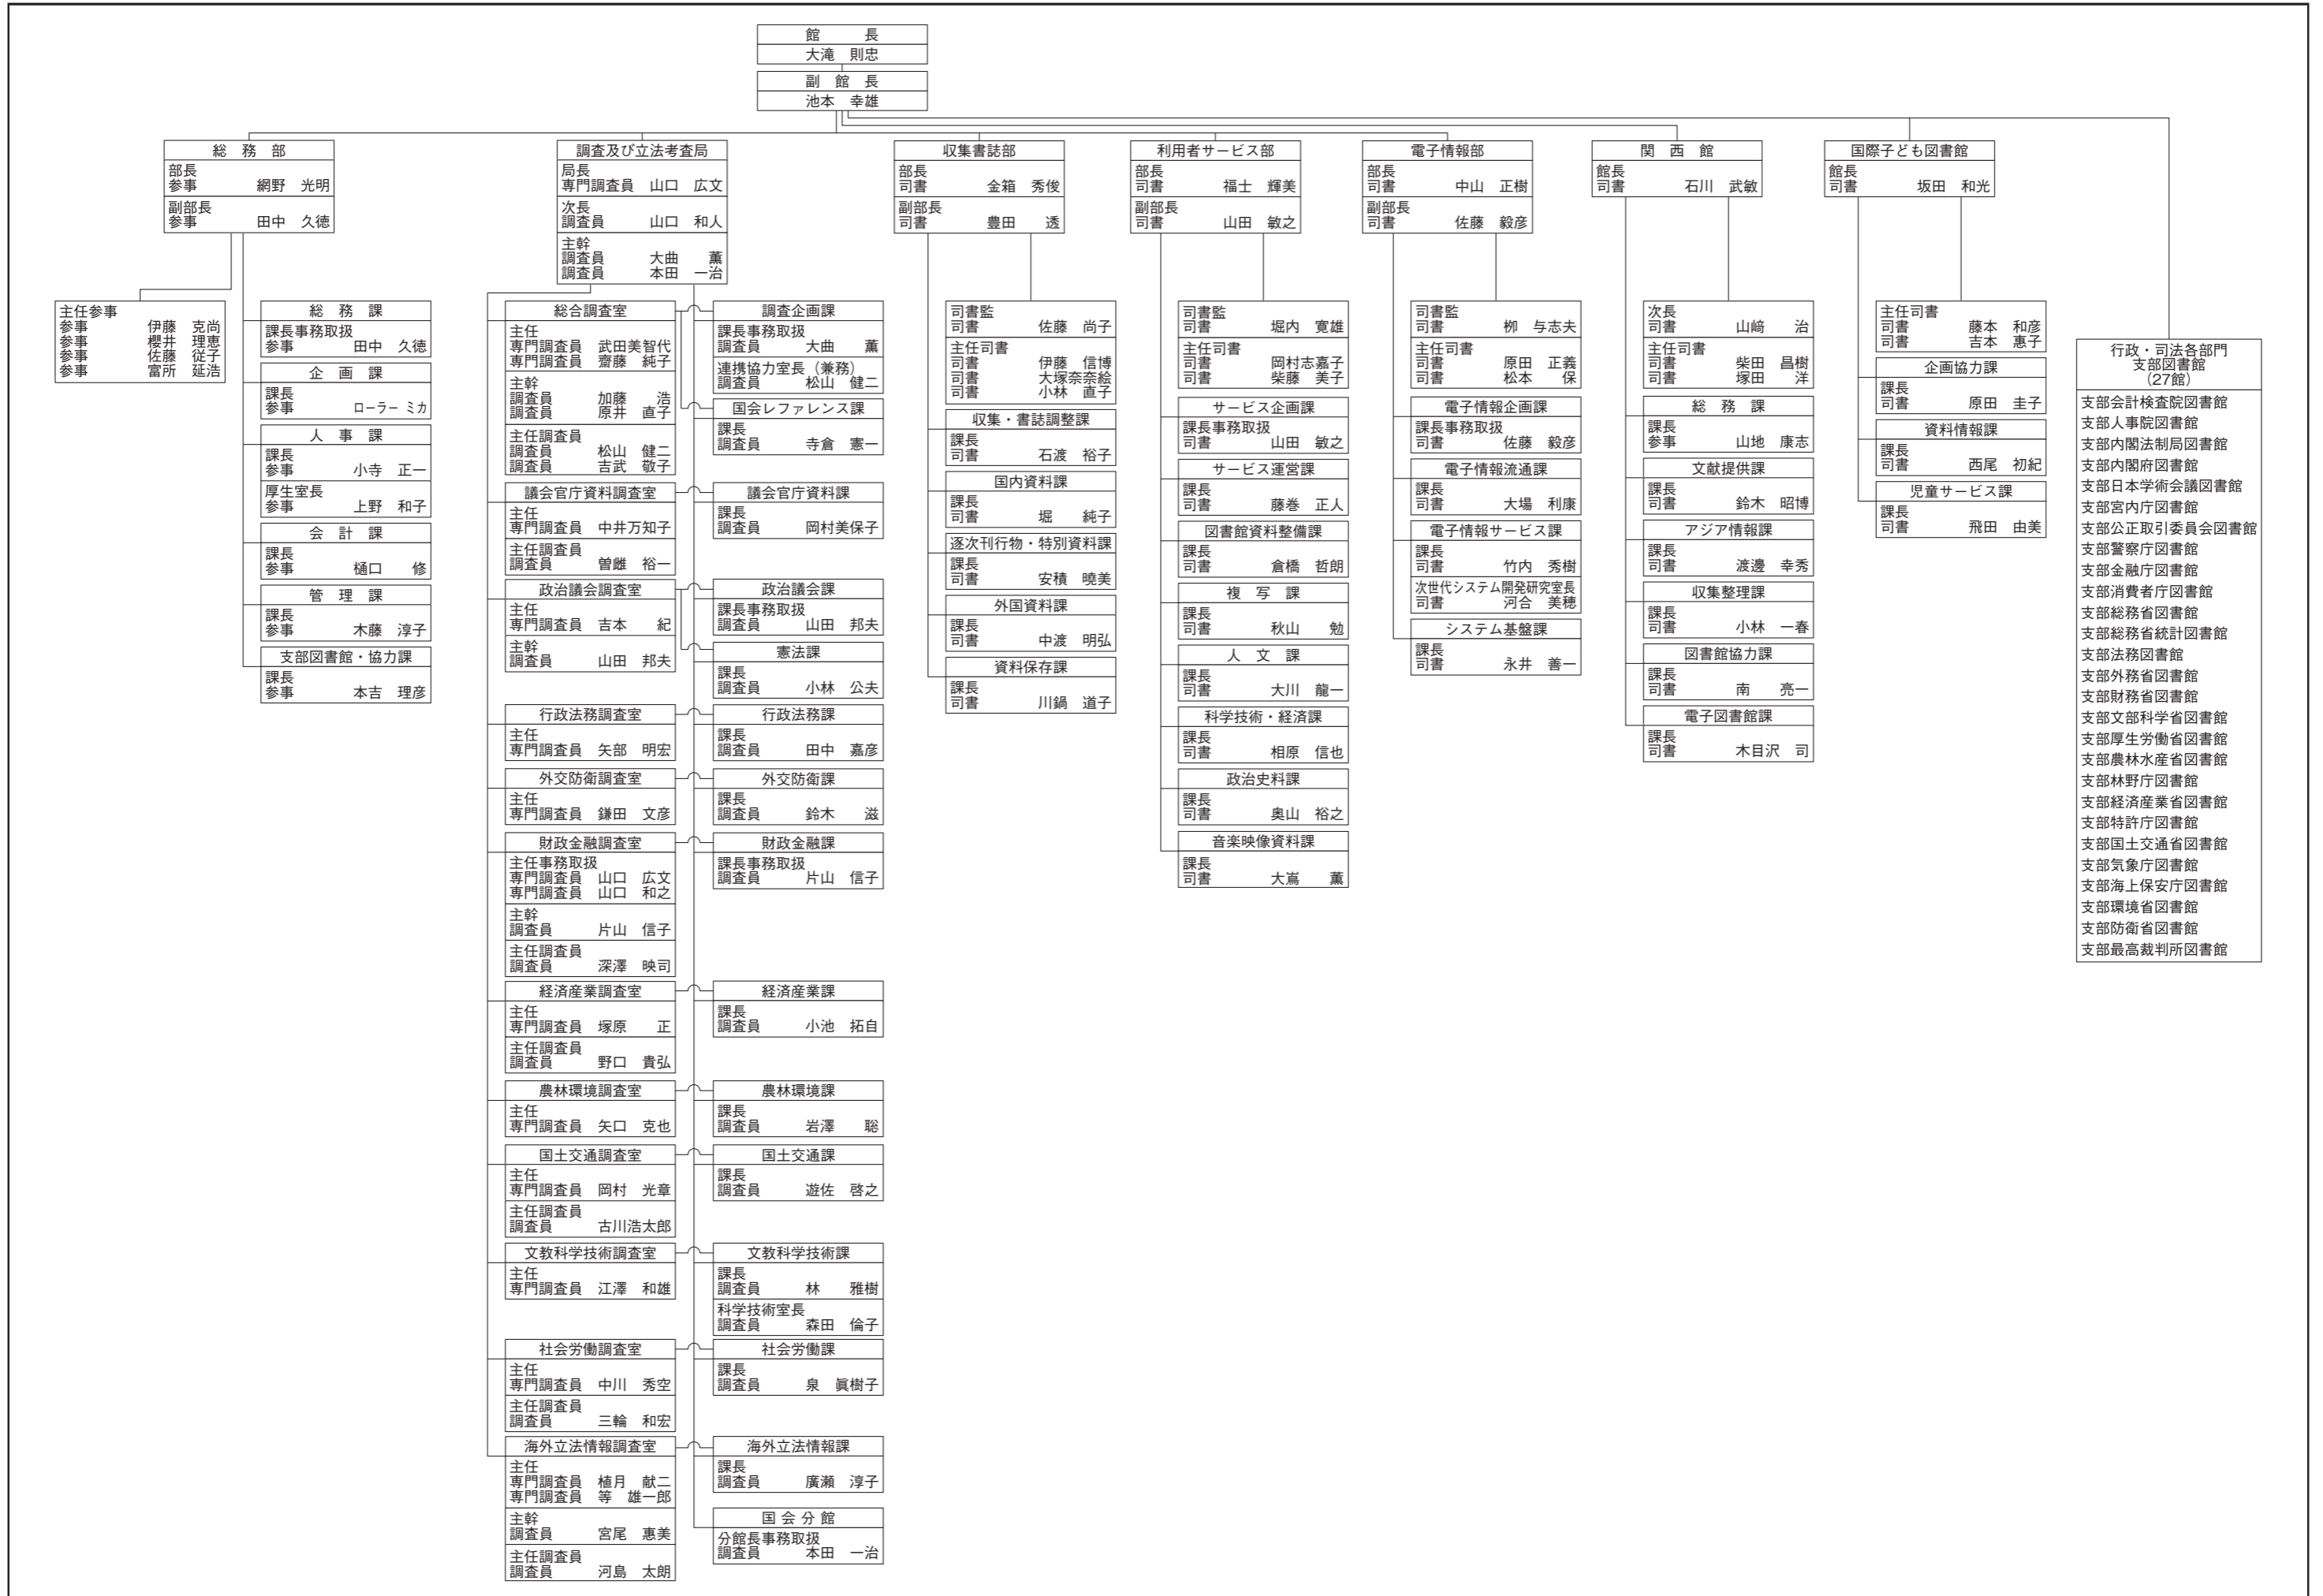 館　　長
大滝　則忠
副　館　長
池本　幸雄
総　務　部
部長
参事　網野　光明
副部長
参事　田中　久徳
主任参事
参事　伊藤　克尚
参事　櫻井　理恵
参事　佐藤　従子
参事　富所　延浩
総　務　課
課長事務取扱
参事　田中　久徳
企　画　課
課長
参事　ローラー ミカ
人　事　課
課長
参事　小寺　正一
厚生室長
参事　上野　和子
会　計　課
課長
参事　樋口　修
管　理　課
課長
参事　木藤　淳子
支部図書館・協力課
課長
参事　本吉　理彦
調査及び立法考査局
局長
専門調査員　山口　広文
次長
調査員　山口　和人
主幹
調査員　大曲　薫
調査員　本田　一治
総合調査室
主任
専門調査員　武田美智代
専門調査員　齋藤　純子
主幹
調査員　加藤　浩
調査員　原井　直子
主任調査員
調査員　松山　健二
調査員　吉武　敬子
議会官庁資料調査室
主任
専門調査員　中井万知子
主任調査員
調査員　曽雌　裕一
政治議会調査室
主任
専門調査員　吉本　紀
主幹
調査員　山田　邦夫
行政法務調査室
主任
専門調査員　矢部　明宏
外交防衛調査室
主任
専門調査員　鎌田　文彦
財政金融調査室
主任事務取扱
専門調査員　山口　広文
専門調査員　山口　和之
主幹
調査員　片山　信子
主任調査員
調査員　深澤　映司
経済産業調査室
主任
専門調査員　塚原　正
主任調査員
調査員　野口　貴弘
農林環境調査室
主任
専門調査員　矢口　克也
国土交通調査室
主任
専門調査員　岡村　光章
主任調査員
調査員　古川浩太郎
文教科学技術調査室
主任
専門調査員　江澤　和雄
社会労働調査室
主任
専門調査員　中川　秀空
主任調査員
調査員　三輪　和宏
海外立法情報調査室
主任
専門調査員　植月　献二
専門調査員　等　雄一郎
主幹
調査員　宮尾　惠美
主任調査員
調査員　河島　太朗
調査企画課
課長事務取扱
調査員　大曲　薫
連携協力室長（兼務）
調査員　松山　健二
国会レファレンス課
課長
調査員　寺倉　憲一
議会官庁資料課
課長
調査員　岡村美保子
政治議会課
課長事務取扱
調査員　山田　邦夫
憲法課
課長
調査員　小林　公夫
行政法務課
課長
調査員　田中　嘉彦
外交防衛課
課長
調査員　鈴木　滋
財政金融課
課長事務取扱
調査員　片山　信子
経済産業課
課長
調査員　小池　拓自
農林環境課
課長
調査員　岩澤　聡
国土交通課
課長
調査員　遊佐　啓之
文教科学技術課
課長
調査員　林　雅樹
科学技術室長
調査員　森田　倫子
社会労働課
課長
調査員　泉　眞樹子
海外立法情報課
課長
調査員　廣瀬　淳子
国 会 分 館
分館長事務取扱
調査員　本田　一治
収集書誌部
部長
司書　金箱　秀俊
副部長
司書　豊田　透
司書監
司書　佐藤　尚子
主任司書
司書　伊藤　信博
司書　大塚奈奈絵
司書　小林　直子
収集・書誌調整課
課長
司書　石渡　裕子
国内資料課
課長
司書　堀　純子
逐次刊行物・特別資料課
課長
司書　安積　暁美
外国資料課
課長
司書　中渡　明弘
資料保存課
課長
司書　川鍋　道子
利用者サービス部
部長
司書　福士　輝美
副部長
司書　山田　敏之
司書監
司書　堀内　寛雄
主任司書
司書　岡村志嘉子
司書　柴藤　美子
サービス企画課
課長事務取扱
司書　山田　敏之
サービス運営課
課長
司書　藤巻　正人
図書館資料整備課
課長
司書　倉橋　哲朗
複　写　課
課長
司書　秋山　勉
人　文　課
課長
司書　大川　龍一
科学技術・経済課
課長
司書　相原　信也
政治史料課
課長
司書　奥山　裕之
音楽映像資料課
課長
司書　大嶌　薫
電子情報部
部長
司書　中山　正樹
副部長
司書　佐藤　毅彦
司書監
司書　栁　与志夫
主任司書
司書　原田　正義
司書　松本　保
電子情報企画課
課長事務取扱
司書　佐藤　毅彦
電子情報流通課
課長
司書　大場　利康
電子情報サービス課
課長
司書　竹内　秀樹
次世代システム開発研究室長
司書　河合　美穂
システム基盤課
課長
司書　永井　善一
関　西　館
館長
司書　石川　武敏
次長
司書　山﨑　治
主任司書
司書　柴田　昌樹
司書　塚田　洋
総　務　課
課長
参事　山地　康志
文献提供課
課長
司書　鈴木　昭博
アジア情報課
課長
司書　渡邊　幸秀
収集整理課
課長
司書　小林　一春
図書館協力課
課長
司書　南　亮一
電子図書館課
課長
司書　木目沢　司
国際子ども図書館
館長
司書　坂田　和光
主任司書
司書　藤本　和彦
司書　吉本　惠子
企画協力課
課長
司書　原田　圭子
資料情報課
課長
司書　西尾　初紀
児童サービス課
課長
司書　飛田　由美
行政・司法各部門
支部図書館
（27館）
支部会計検査院図書館
支部人事院図書館
支部内閣法制局図書館
支部内閣府図書館
支部日本学術会議図書館
支部宮内庁図書館
支部公正取引委員会図書館
支部警察庁図書館
支部金融庁図書館
支部消費者庁図書館
支部総務省図書館
支部総務省統計図書館
支部法務図書館
支部外務省図書館
支部財務省図書館
支部文部科学省図書館
支部厚生労働省図書館
支部農林水産省図書館
支部林野庁図書館
支部経済産業省図書館
支部特許庁図書館
支部国土交通省図書館
支部気象庁図書館
支部海上保安庁図書館
支部環境省図書館
支部防衛省図書館
支部最高裁判所図書館